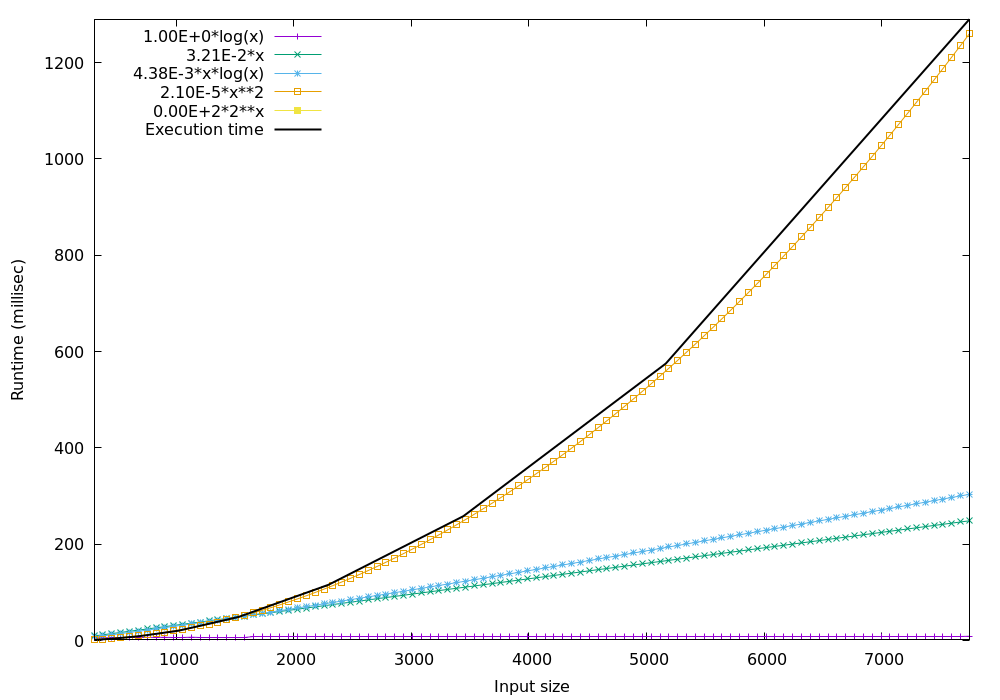 1.00E+0*log(x)
3.21E-2*x
4.38E-3*x*log(x)
2.10E-5*x**2
0.00E+2*2**x
Execution time
1200
1000
800
600
400
200
0
Runtime (millisec)
1000 2000 3000 4000 5000 6000 7000
Input size